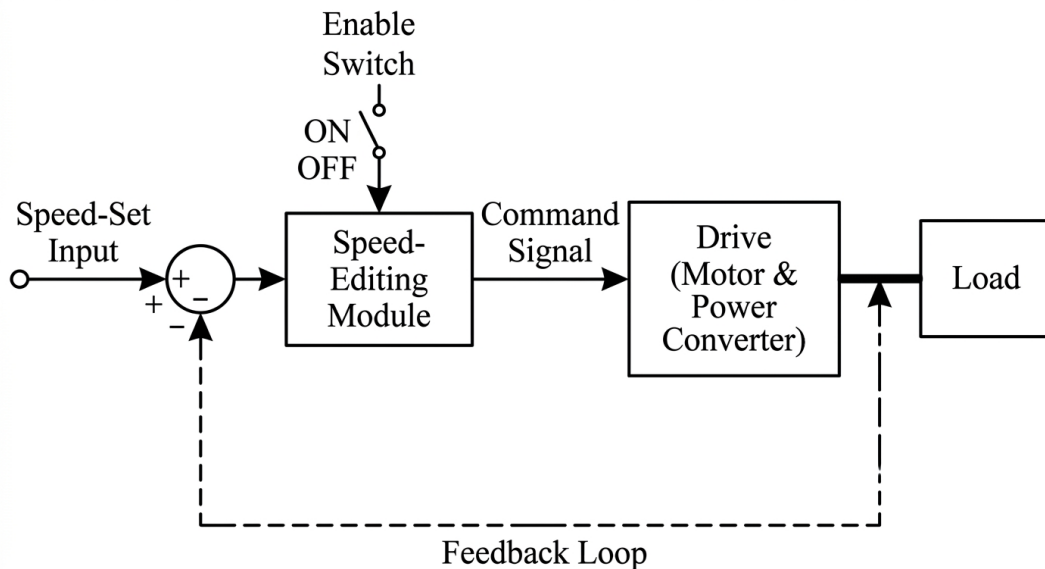 Enable
Switch
ON
OFF
Speed-Set
Input
+
−
+
−
Speed-
Editing
Module
Command
Signal
Drive
(Motor &
Power
Converter)
Load
Feedback Loop